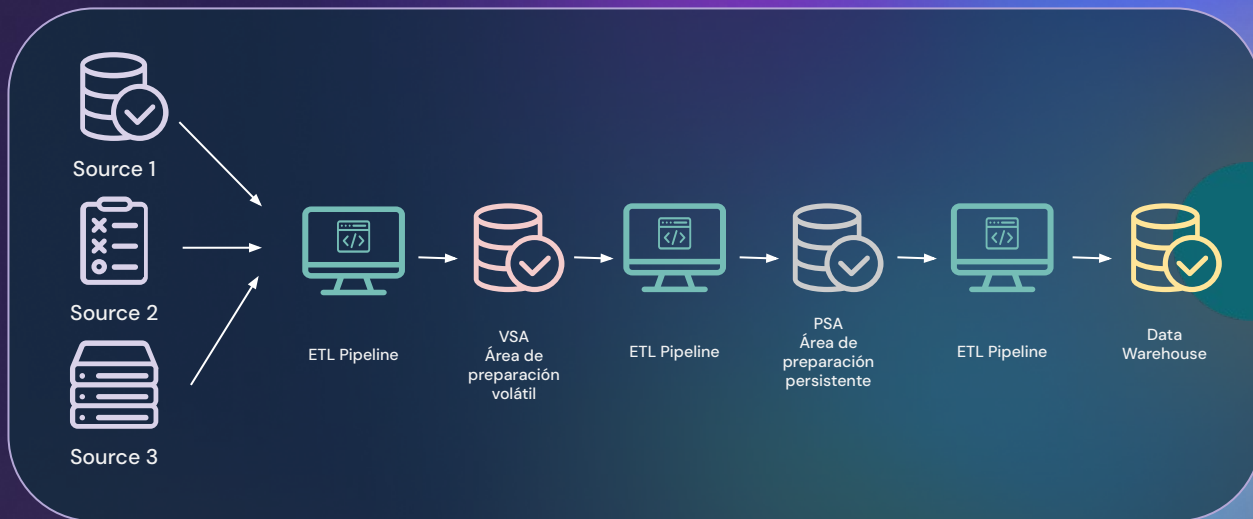 Source 1
Source 2
Source 3
ETL Pipeline
VSA
Área de
preparación
volátil
ETL Pipeline
PSA
Área de
preparación
persistente
ETL Pipeline
Data
Warehouse